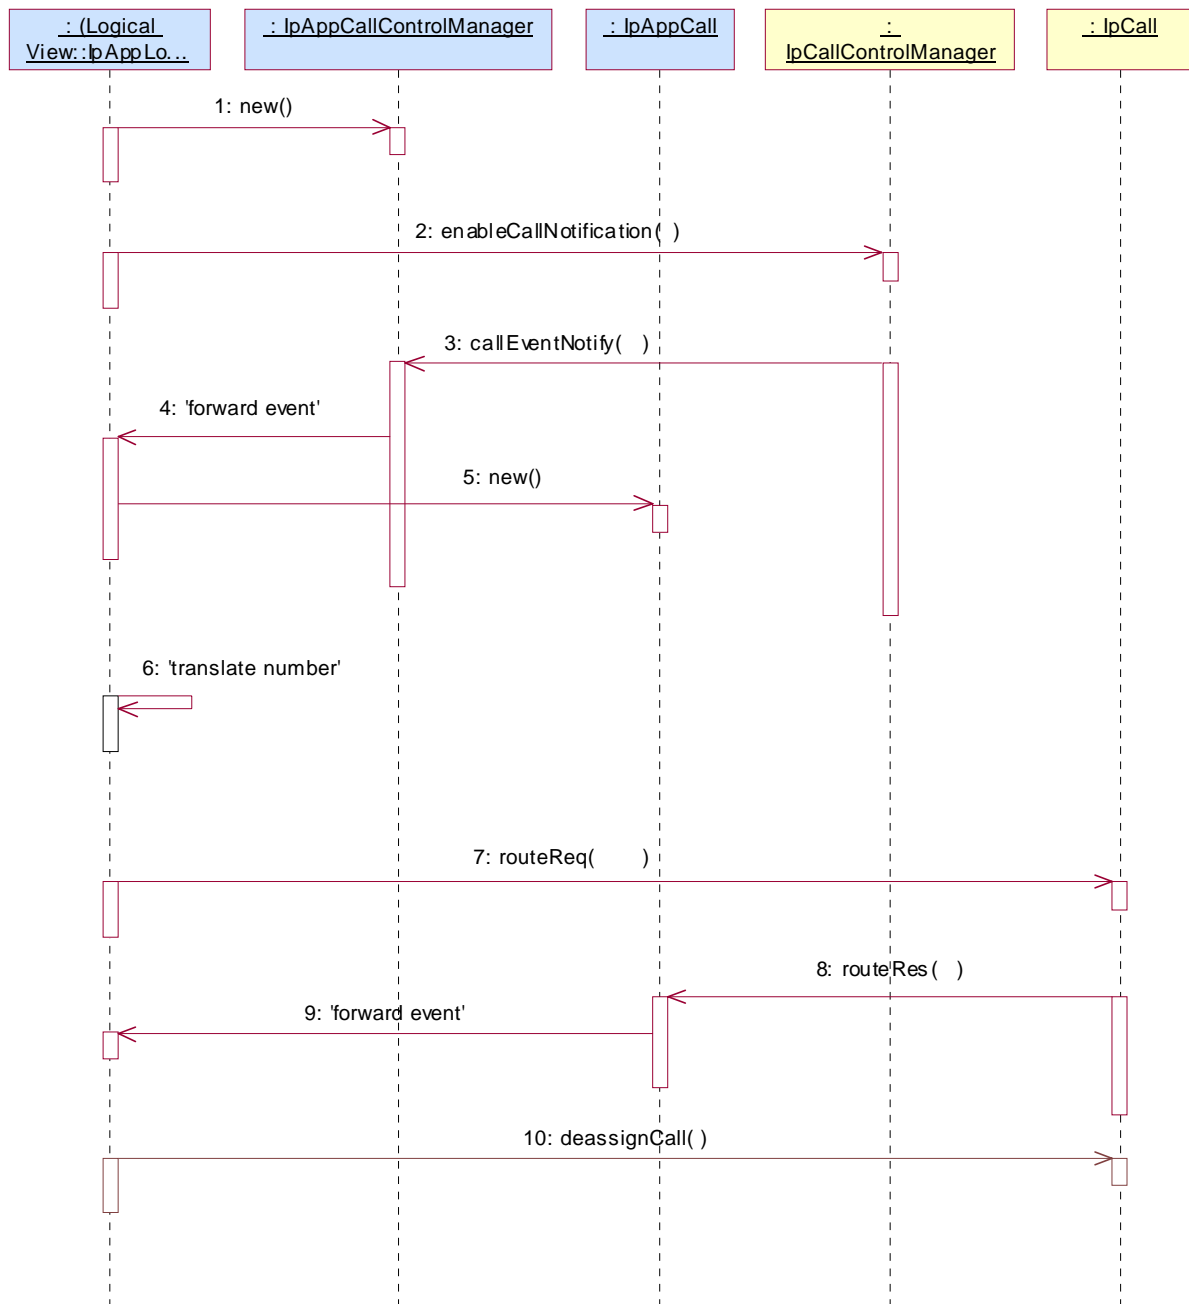 : (Logical
View::IpAppLo...
: IpAppCallControlManager
: IpAppCall
:
IpCallControlManager
: IpCall
1: new()
2: enableCallNotification( )
3: callEventNotify( )
4: 'forward event'
5: new()
6: 'translate number'
7: routeReq( )
8: routeRes( )
9: 'forward event'
10: deassignCall( )